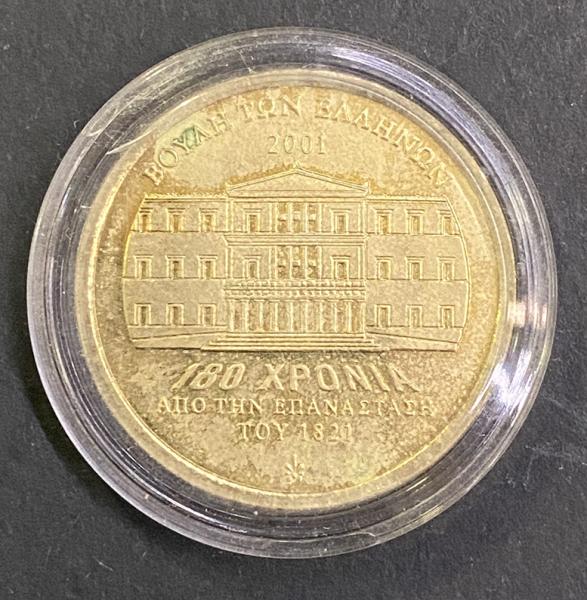 ΒΟΥΛΗ ΤΩΝ ΕΛΛΗΝΩΝ
2001
180 ΧΡΟΝΙΑ
ΑΠΟ ΤΗΝ ΕΠΑΝΑΣΤΑΣΗ
ΤΟΥ 1821